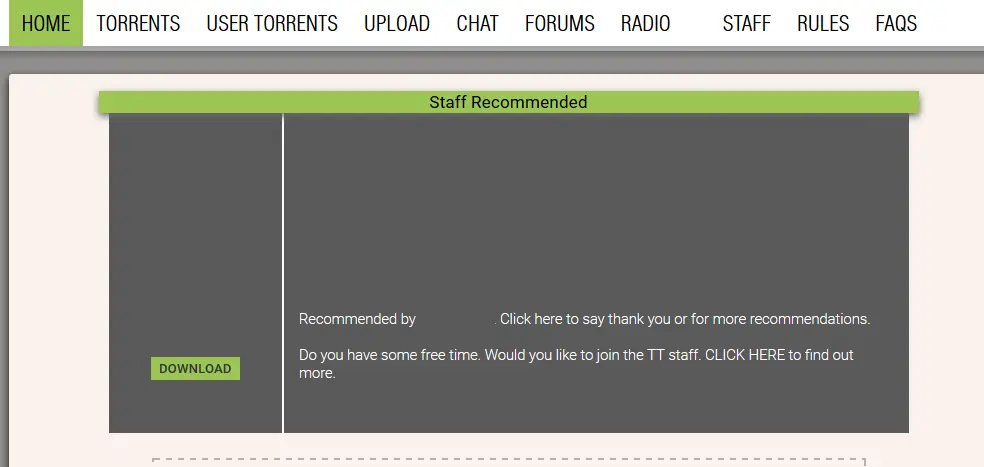 HOME TORRENTS USER TORRENTS UPLOAD CHAT FORUMS RADIO STAFF RULES FAQS
Staff Recommended
Recommended by . Click here to say thank you or for more recommendations.
Do you have some free time. Would you like to join the TT staff. CLICK HERE to find out
more.
DOWNLOAD